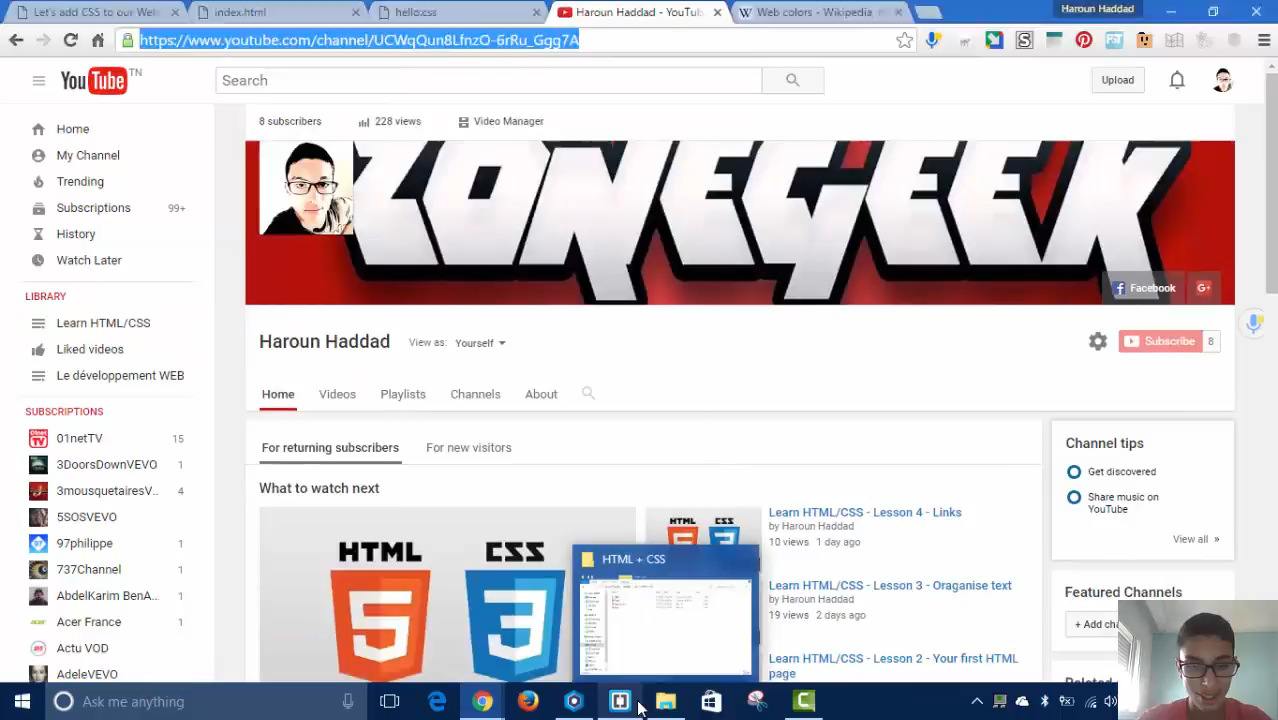 Let's add CSS to our Web
index.html
hello.css
Haroun Haddad - YouTub
Web colors - Wikipedia
Haroun Haddad
https://www.youtube.com/channel/UCWqQun8LfnzO-6rRu_Ggg7A
YouTube TN
Search
Upload
Home
My Channel
Trending
Subscriptions 99+
History
Watch Later
LIBRARY
Learn HTML/CSS
Liked videos
Le développement WEB
SUBSCRIPTIONS
01netTV 15
3DoorsDownVEVO 1
3mousquetairesV.. 4
5SOSVEVO
97philippe 1
737Channel 1
AbdelKarim BenA... 1
Acer France 1
Actu VOD
AdeleVEVO
8 subscribers
228 views
Video Manager
ZONEGEEK
Facebook
Haroun Haddad
View as: Yourself
Subscribe 8
Home Videos Playlists Channels About
For returning subscribers
For new visitors
What to watch next
HTML CSS
5 3
HTML CSS
Learn HTML/CSS - Lesson 4 - Links
by Haroun Haddad
10 views 1 day ago
Learn HTML/CSS - Lesson 3 - Oraganise text
by Haroun Haddad
19 views 2 days ago
Learn HTML/CSS - Lesson 2 - Your first HTML
page
Channel tips
Get discovered
Share music on
YouTube
View all »
Featured Channels
+ Add cha
HTML + CSS
Ask me anything